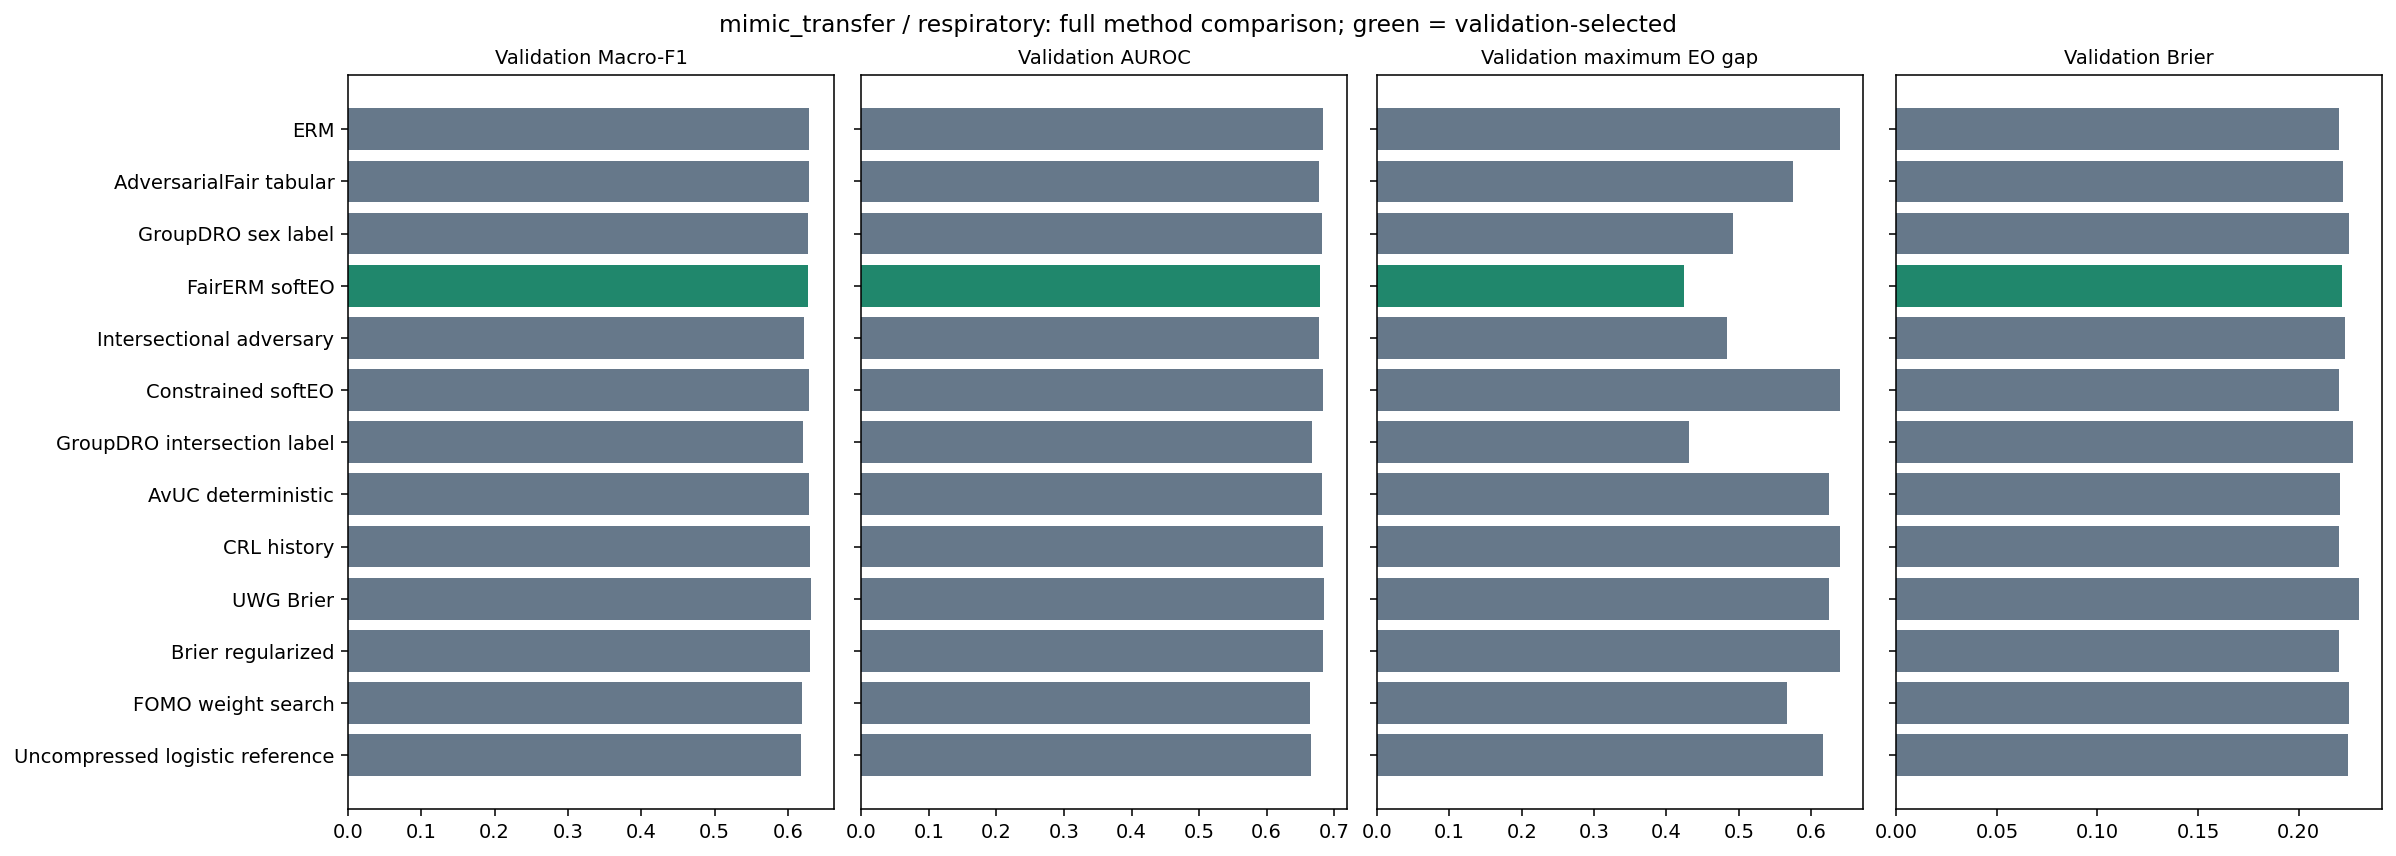 mimic_transfer / respiratory: full method comparison; green = validation-selected
Validation Macro-F1
Validation AUROC
Validation maximum EO gap
Validation Brier
ERM
AdversarialFair tabular
GroupDRO sex label
FairERM softEO
Intersectional adversary
Constrained softEO
GroupDRO intersection label
AvUC deterministic
CRL history
UWG Brier
Brier regularized
FOMO weight search
Uncompressed logistic reference
0.0 0.1 0.2 0.3 0.4 0.5 0.6
0.0 0.1 0.2 0.3 0.4 0.5 0.6 0.7
0.0 0.1 0.2 0.3 0.4 0.5 0.6
0.00 0.05 0.10 0.15 0.20